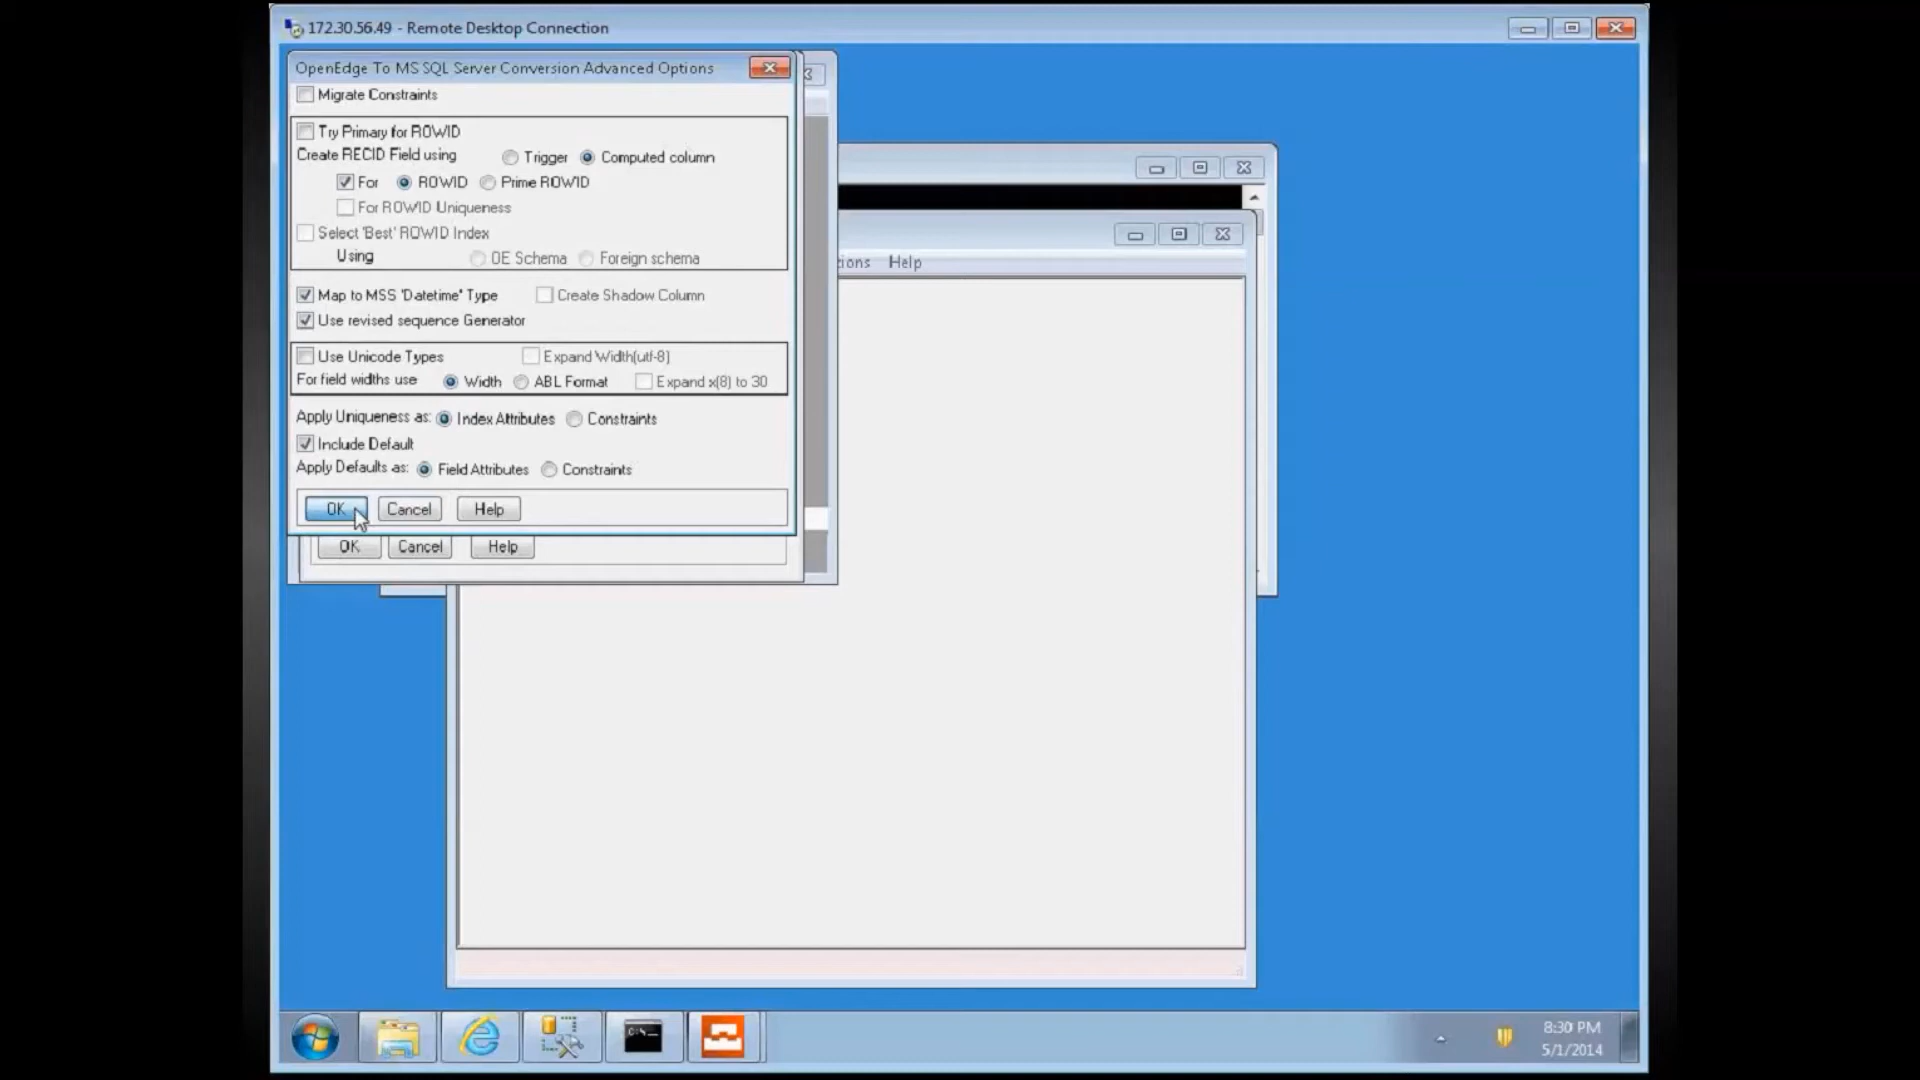 172.30.56.49 - Remote Desktop Connection
OpenEdge To MS SQL Server Conversion Advanced Options
Migrate Constraints
Try Primary for ROWID
Create RECID Field using Trigger Computed column
For ROWID Prime ROWID
For ROWID Uniqueness
Select 'Best' ROWID Index
Using OE Schema Foreign schema
ions Help
Map to MSS 'Datetime' Type Create Shadow Column
Use revised sequence Generator
Use Unicode Types Expand Width(utf-8)
For field widths use Width ABL Format Expand x(8) to 30
Apply Uniqueness as: Index Attributes Constraints
Include Default
Apply Defaults as: Field Attributes Constraints
OK Cancel Help
OK Cancel Help
C:\_
8:30 PM
5/1/2014